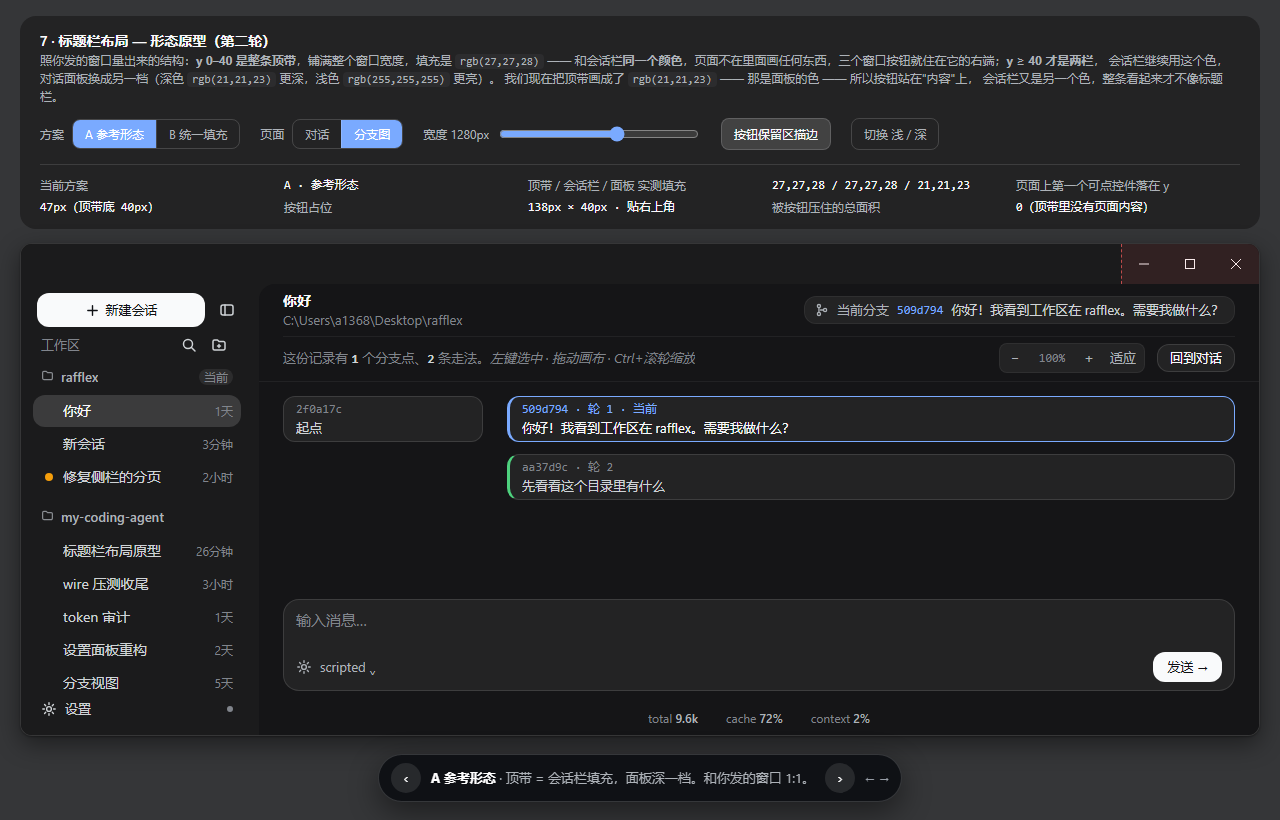 7 · 标题栏布局 — 形态原型（第二轮）
照你发的窗口量出来的结构：y 0–40 是整条顶带，铺满整个窗口宽度，填充是 rgb(27,27,28) —— 和会话栏同一个颜色，页面不在里面画任何东西，三个窗口按钮就住在它的右端；y ≥ 40 才是两栏，会话栏继续用这个色，
对话面板换成另一档（深色 rgb(21,21,23) 更深，浅色 rgb(255,255,255) 更亮）。我们现在把顶带画成了 rgb(21,21,23) —— 那是面板的色 —— 所以按钮站在"内容"上，会话栏又是另一个色，整条看起来才不像标题
栏。
方案 A 参考形态 B 统一填充 页面 对话 分支图 宽度 1280px 按钮保留区描边 切换 浅 / 深
当前方案 A · 参考形态 顶带 / 会话栏 / 面板 实测填充 27,27,28 / 27,27,28 / 21,21,23 页面上第一个可点控件落在 y
47px (顶带底 40px) 按钮占位 138px × 40px · 贴右上角 被按钮压住的总面积 0 (顶带里没有页面内容)
新建会话
你好
C:\Users\a1368\Desktop\rafflex
当前分支 509d794 你好！我看到工作区在 rafflex。需要我做什么？
工作区
这份记录有 1 个分支点、2 条走法。左键选中 · 拖动画布 · Ctrl+滚轮缩放
− 100% + 适应 回到对话
rafflex 当前
你好 1天
新会话 3分钟
修复侧栏的分页 2小时
my-coding-agent
标题栏布局原型 26分钟
wire 压测收尾 3小时
token 审计 1天
设置面板重构 2天
分支视图 5天
设置
2f0a17c
起点
509d794 · 轮 1 · 当前
你好！我看到工作区在 rafflex。需要我做什么？
aa37d9c · 轮 2
先看看这个目录里有什么
输入消息…
scripted
发送 →
total 9.6k cache 72% context 2%
‹ A 参考形态 · 顶带 = 会话栏填充，面板深一档。和你发的窗口 1:1。 › ←→